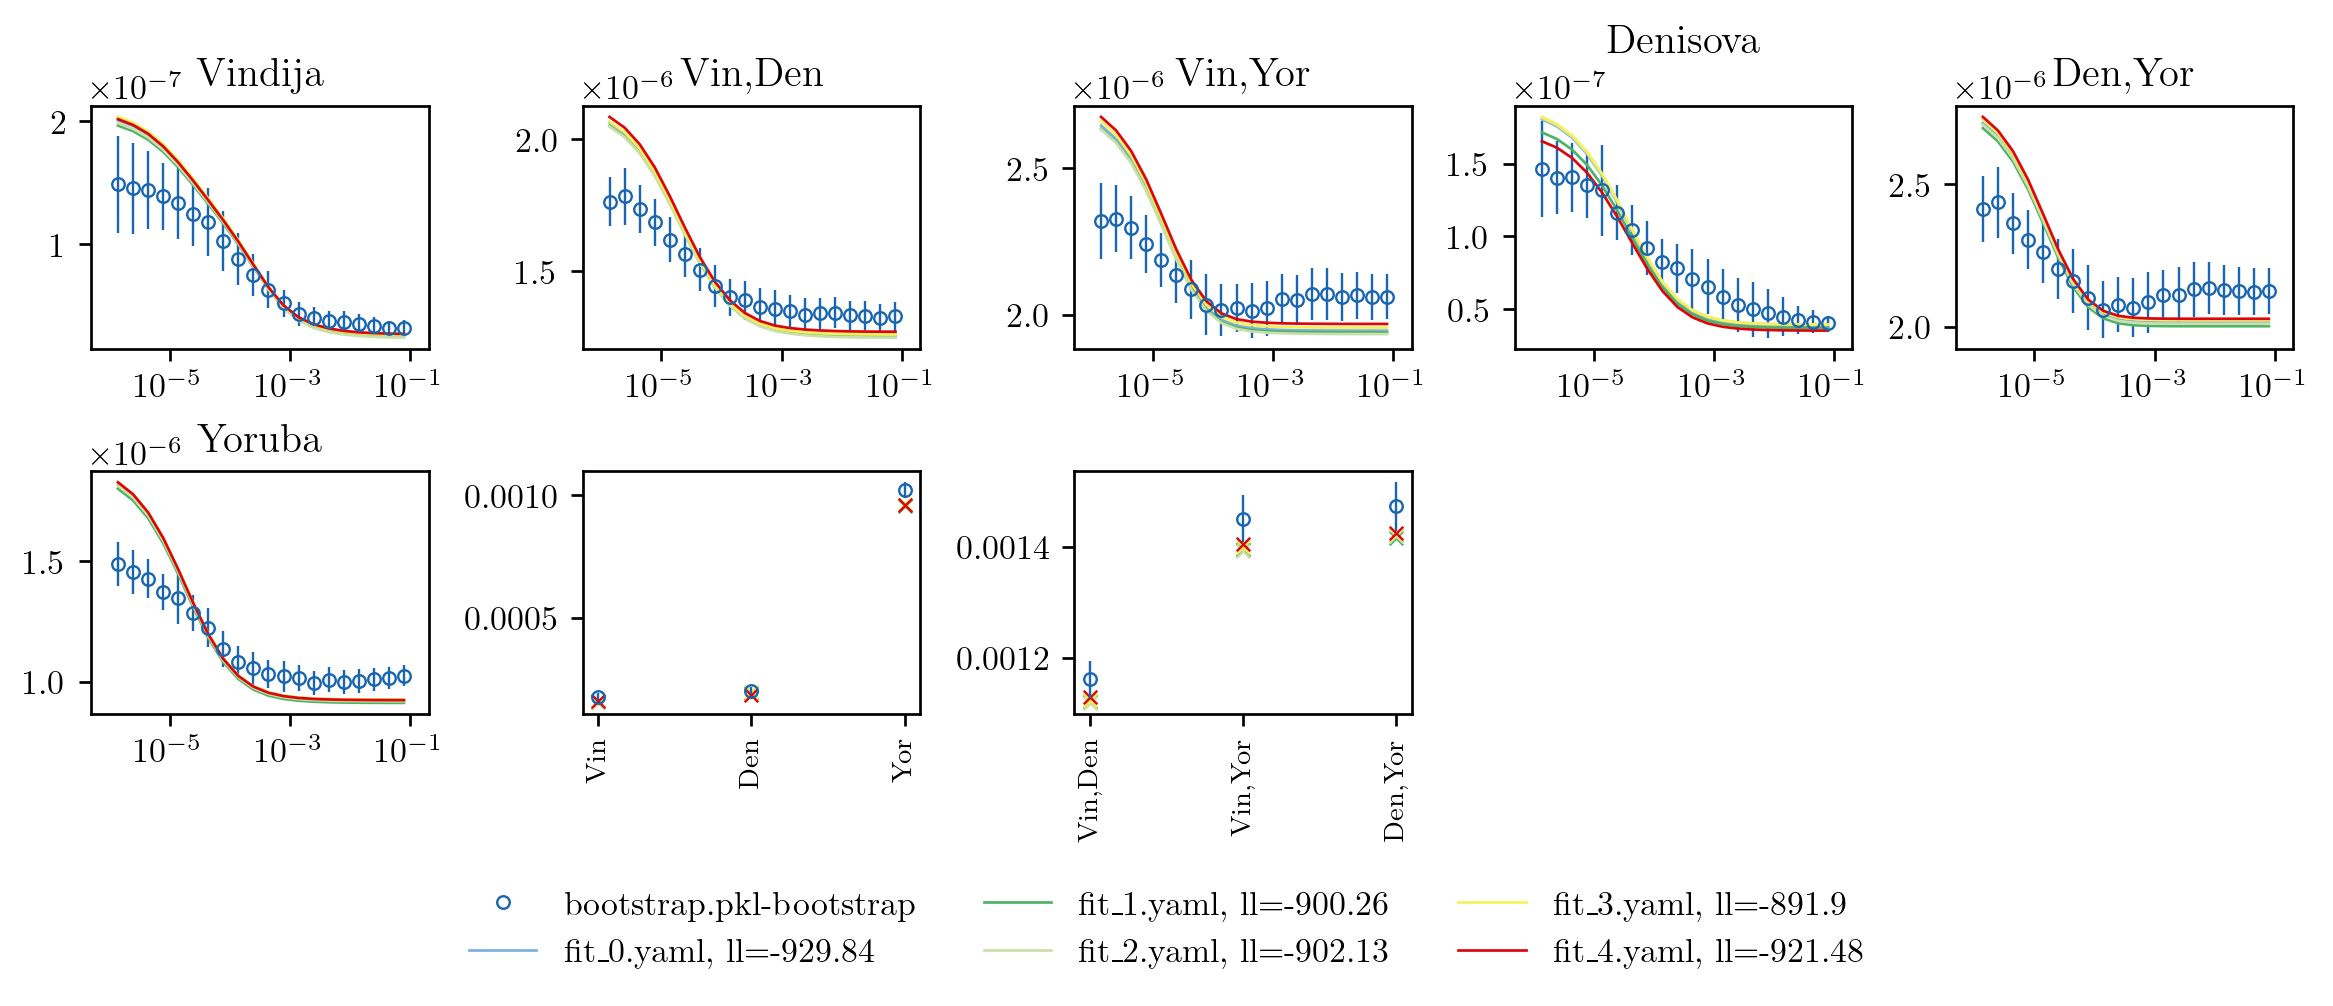 Denisova
×10⁻⁷ Vindija
×10⁻⁶ Vin,Den
×10⁻⁶ Vin,Yor
×10⁻⁷
×10⁻⁶ Den,Yor
2
1
2.0
1.5
2.5
2.0
1.5
1.0
0.5
2.5
2.0
10⁻⁵ 10⁻³ 10⁻¹
10⁻⁵ 10⁻³ 10⁻¹
10⁻⁵ 10⁻³ 10⁻¹
10⁻⁵ 10⁻³ 10⁻¹
10⁻⁵ 10⁻³ 10⁻¹
×10⁻⁶ Yoruba
1.5
1.0
10⁻⁵ 10⁻³ 10⁻¹
0.0010
0.0005
Vin
Den
Yor
0.0014
0.0012
Vin,Den
Vin,Yor
Den,Yor
bootstrap.pkl-bootstrap
fit_0.yaml, ll=-929.84
fit_1.yaml, ll=-900.26
fit_2.yaml, ll=-902.13
fit_3.yaml, ll=-891.9
fit_4.yaml, ll=-921.48